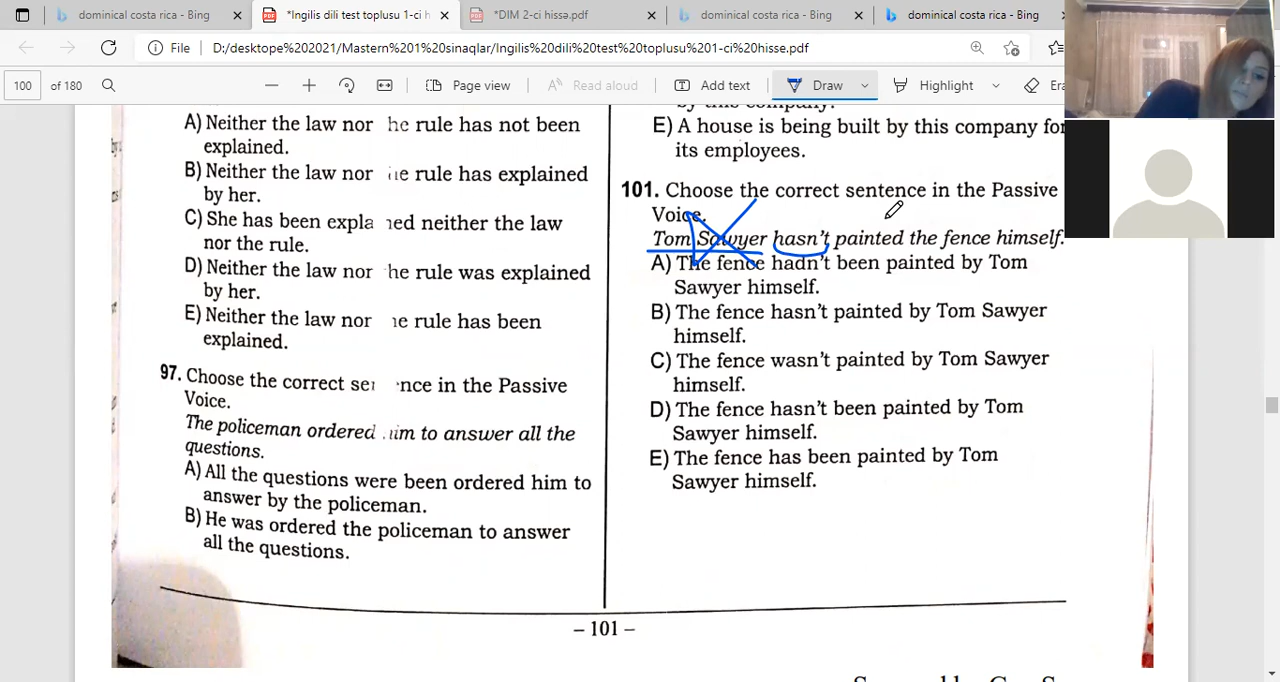 dominical costa rica - Bing
*Ingilis dili test toplusu 1-ci h
*DIM 2-ci hissa.pdf
dominical costa rica - Bing
dominical costa rica - Bing
File
D:/desktope%202021/Mastern%201%20sinaqlar/Ingilis%20dili%20test%20toplusu%201-ci%20hisse.pdf
100 of 180
Page view
Read aloud
Add text
Draw
Highlight
Era
A) Neither the law nor he rule has not been
explained.
B) Neither the law nor rule has explained
by her.
C) She has been expla ned neither the law
nor the rule.
D) Neither the law nor he rule was explained
by her.
E) Neither the law nor e rule has been
explained.
97. Choose the correct se nce in the Passive
Voice.
The policeman ordered him to answer all the
questions.
A) All the questions were been ordered him to
answer by the policeman.
B) He was ordered the policeman to answer
all the questions.
by this company?
E) A house is being built by this company for
its employees.
101. Choose the correct sentence in the Passive
Voice.
Tom Sawyer hasn't painted the fence himself.
A) The fence hadn't been painted by Tom
Sawyer himself.
B) The fence hasn't painted by Tom Sawyer
himself.
C) The fence wasn't painted by Tom Sawyer
himself.
D) The fence hasn't been painted by Tom
Sawyer himself.
E) The fence has been painted by Tom
Sawyer himself.
– 101 –